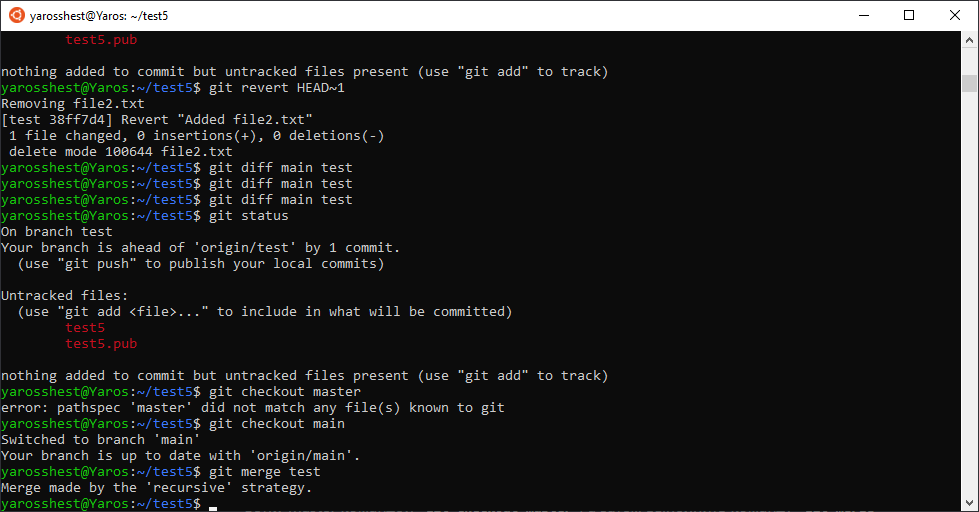 yarosshest@Yaros: ~/test5
        test5.pub

nothing added to commit but untracked files present (use "git add" to track)
yarosshest@Yaros:~/test5$ git revert HEAD~1
Removing file2.txt
[test 38ff7d4] Revert "Added file2.txt"
 1 file changed, 0 insertions(+), 0 deletions(-)
 delete mode 100644 file2.txt
yarosshest@Yaros:~/test5$ git diff main test
yarosshest@Yaros:~/test5$ git diff main test
yarosshest@Yaros:~/test5$ git diff main test
yarosshest@Yaros:~/test5$ git status
On branch test
Your branch is ahead of 'origin/test' by 1 commit.
  (use "git push" to publish your local commits)

Untracked files:
  (use "git add <file>..." to include in what will be committed)
        test5
        test5.pub

nothing added to commit but untracked files present (use "git add" to track)
yarosshest@Yaros:~/test5$ git checkout master
error: pathspec 'master' did not match any file(s) known to git
yarosshest@Yaros:~/test5$ git checkout main
Switched to branch 'main'
Your branch is up to date with 'origin/main'.
yarosshest@Yaros:~/test5$ git merge test
Merge made by the 'recursive' strategy.
yarosshest@Yaros:~/test5$